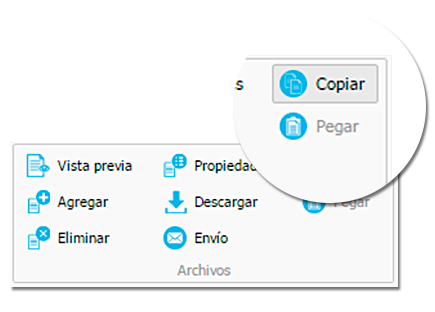 s
Copiar
Pegar
Vista previa
Propiedad
Agregar
Descargar
Pegar
Eliminar
Envío
Archivos